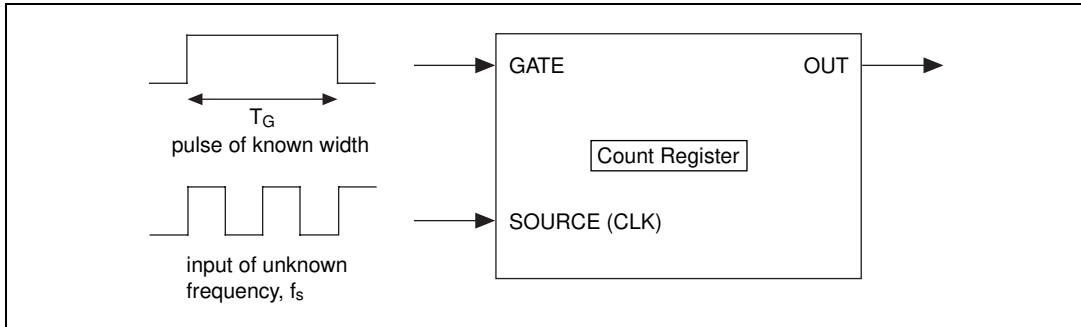 GATE
OUT
T_G
pulse of known width
Count Register
SOURCE (CLK)
input of unknown
frequency, f_s